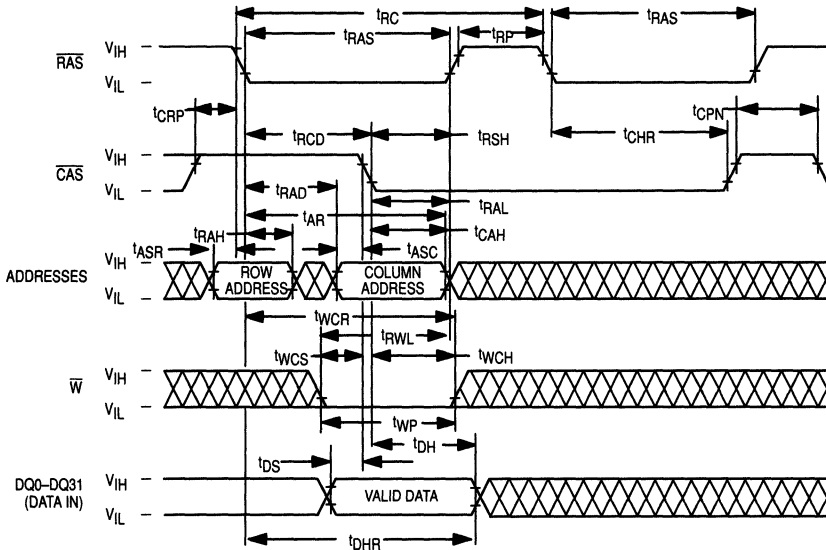 tRC
tRAS tRP tRAS
RAS VIH
VIL
tCRP tRCD tRSH tCHR tCPN
CAS VIH
VIL
tRAD tRAL
tAR
tRAH tCAH
tASR tASC
ADDRESSES VIH
VIL
ROW ADDRESS
COLUMN ADDRESS
tWCR
tRWL
tWCS tWCH
W VIH
VIL
tWP
tDH
tDS
DQ0–DQ31
(DATA IN)
VIH
VIL
VALID DATA
tDHR